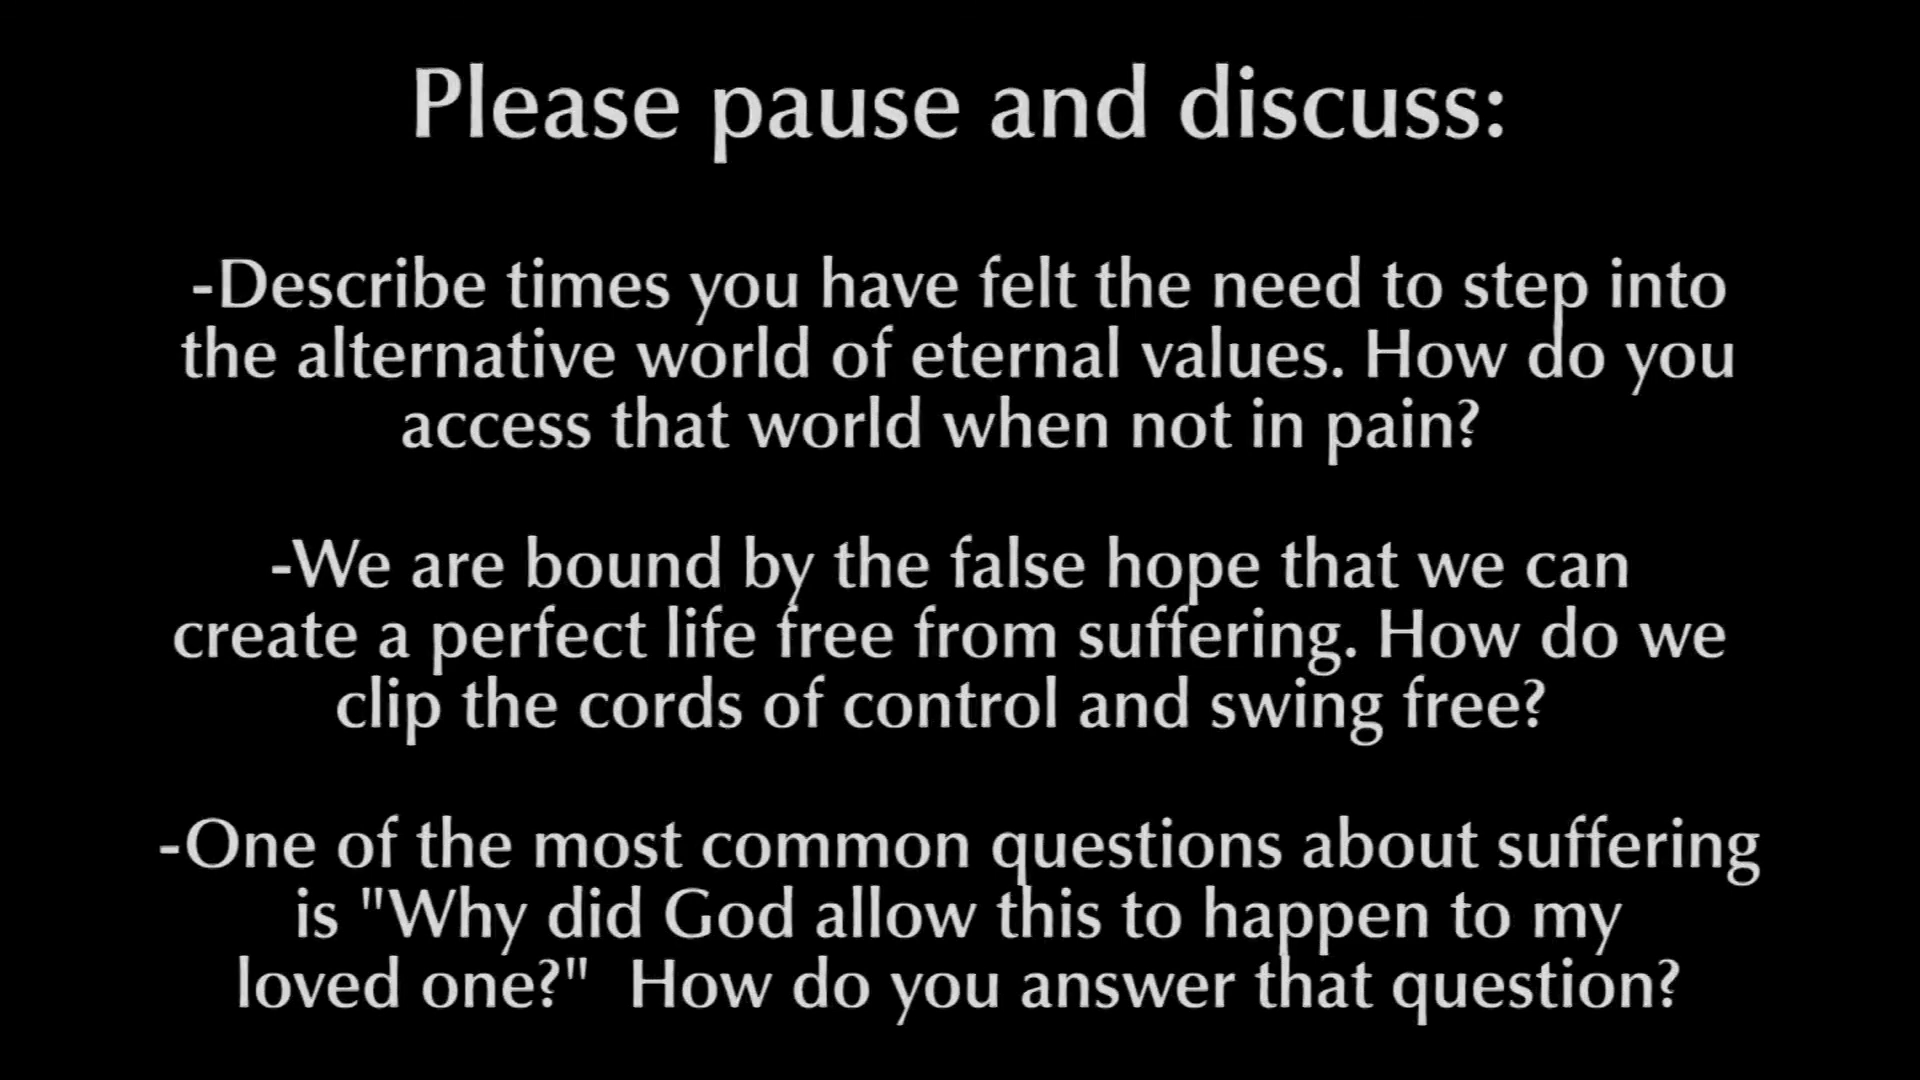 Please pause and discuss:
-Describe times you have felt the need to step into
the alternative world of eternal values. How do you
access that world when not in pain?
-We are bound by the false hope that we can
create a perfect life free from suffering. How do we
clip the cords of control and swing free?
-One of the most common questions about suffering
is "Why did God allow this to happen to my
loved one?"  How do you answer that question?